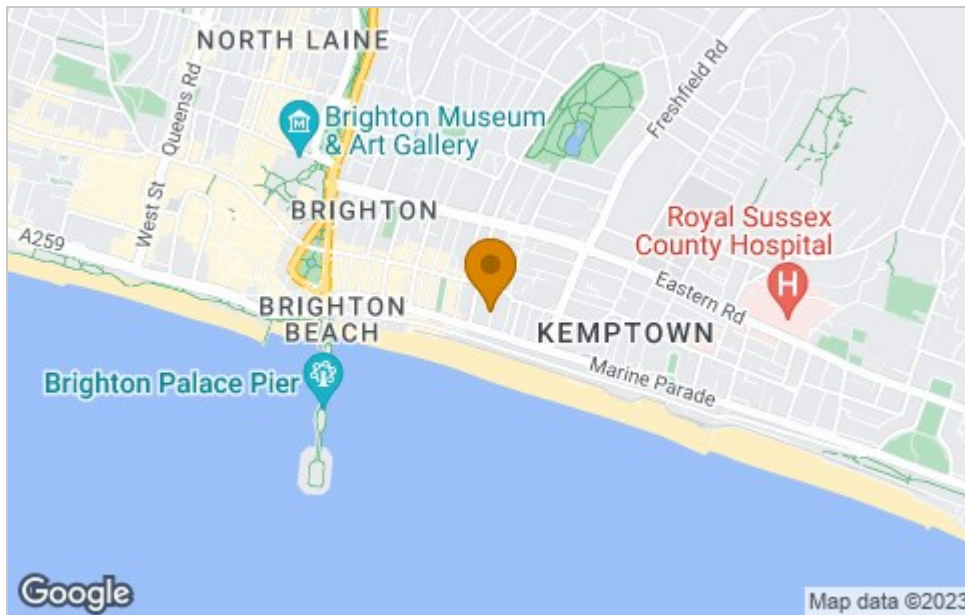 NORTH LAINE
Queens Rd
Freshfield Rd
Brighton Museum
& Art Gallery
West St
BRIGHTON
Royal Sussex
County Hospital
A259
H
Eastern Rd
BRIGHTON
BEACH
KEMPTOWN
Marine Parade
Brighton Palace Pier
Google
Map data ©2023